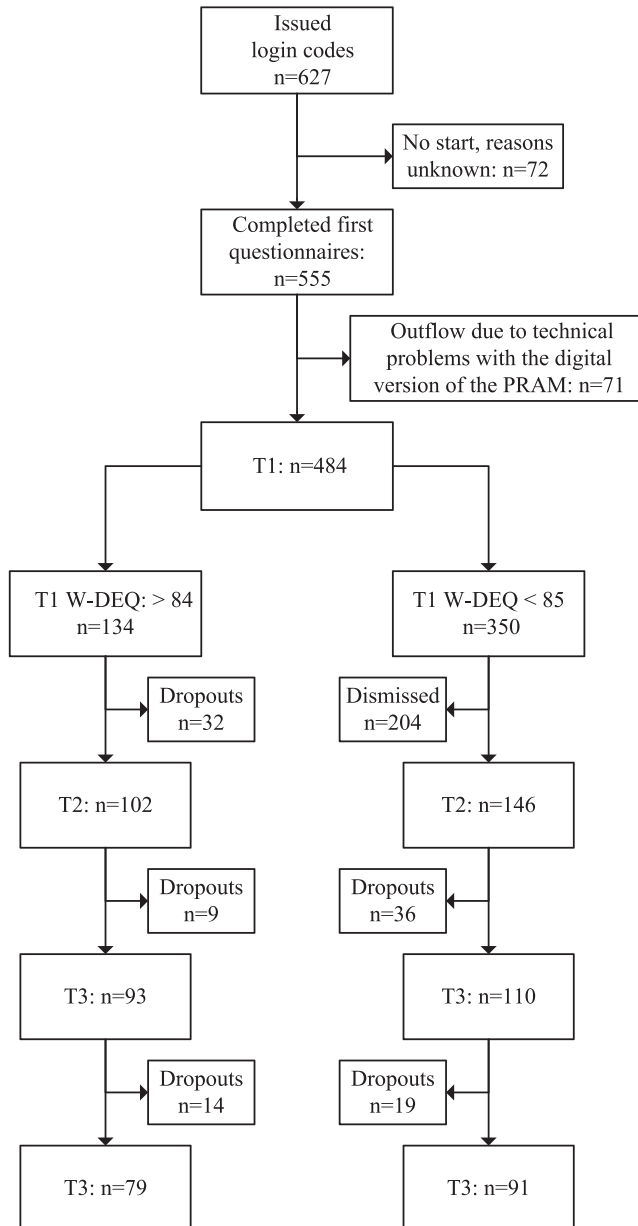 Issued
login codes
n=627
No start, reasons
unknown: n=72
Completed first
questionnaires:
n=555
Outflow due to technical
problems with the digital
version of the PRAM: n=71
T1: n=484
T1 W-DEQ: > 84
n=134
T1 W-DEQ < 85
n=350
Dropouts
n=32
Dismissed
n=204
T2: n=102
T2: n=146
Dropouts
n=9
Dropouts
n=36
T3: n=93
T3: n=110
Dropouts
n=14
Dropouts
n=19
T3: n=79
T3: n=91